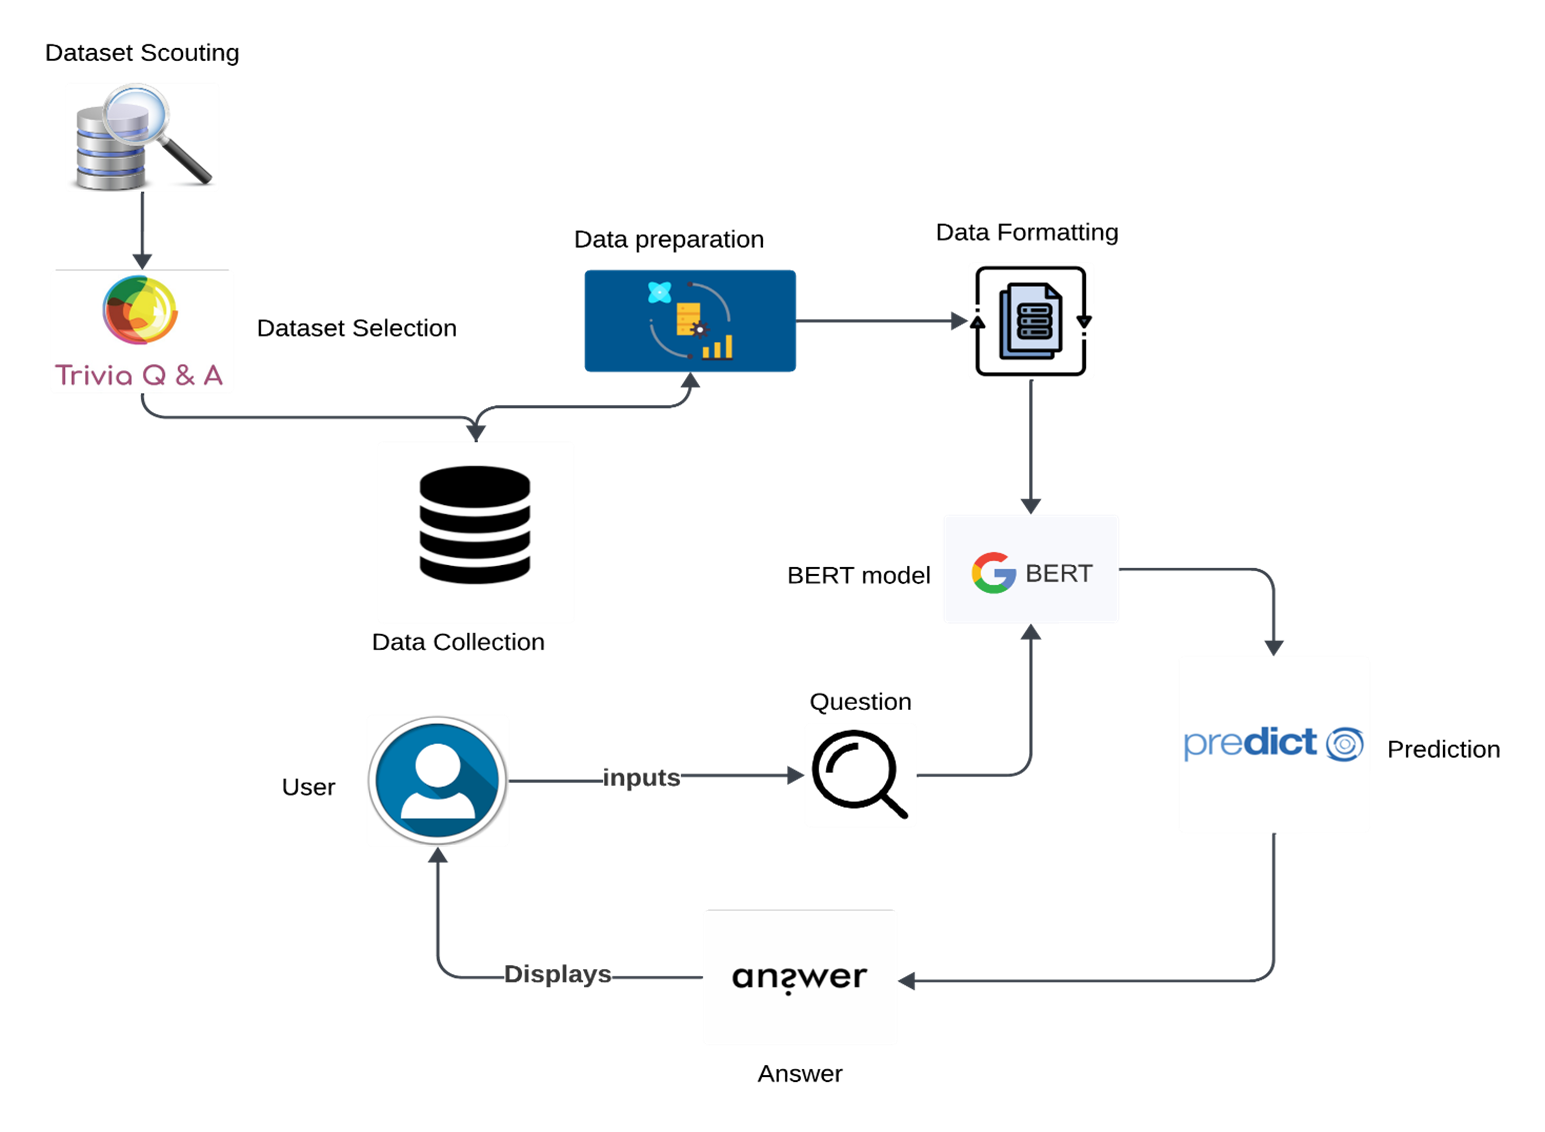 Dataset Scouting
Trivia Q & A
Dataset Selection
Data preparation
Data Formatting
Data Collection
BERT model
BERT
Question
User
inputs
predict
Prediction
Displays
an?wer
Answer